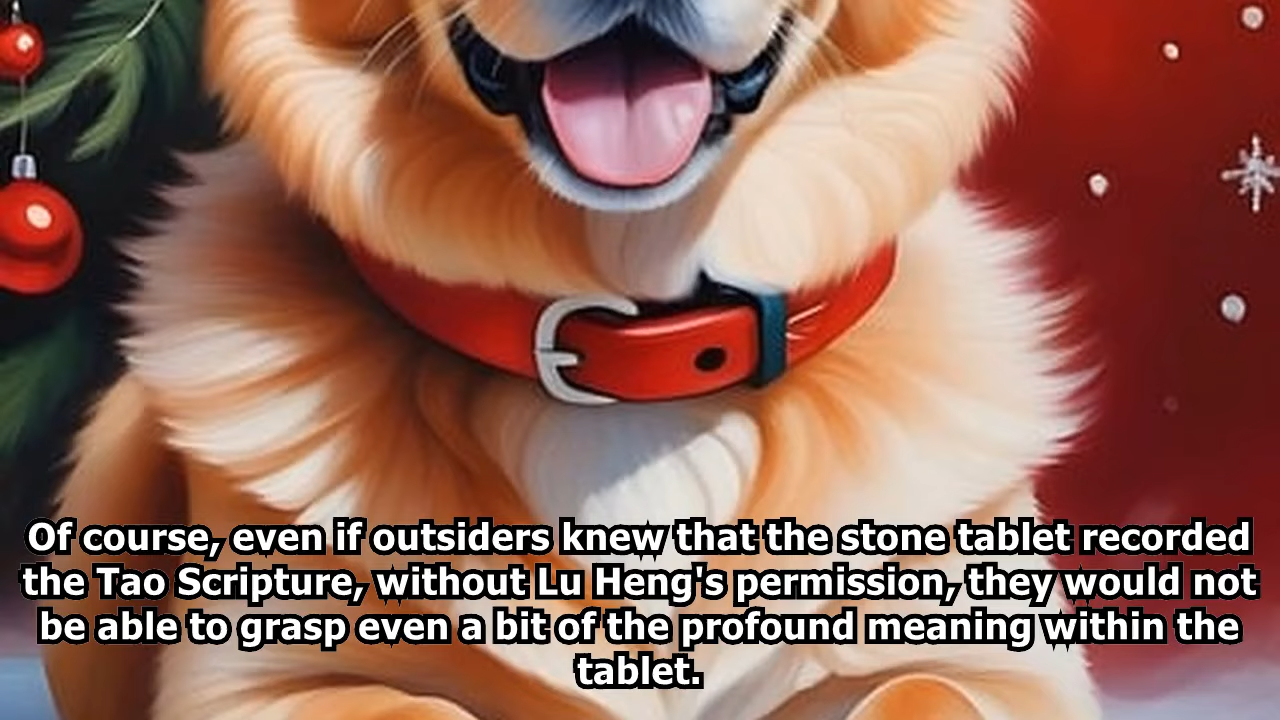 Of course, even if outsiders knew that the stone tablet recorded
the Tao Scripture, without Lu Heng's permission, they would not
be able to grasp even a bit of the profound meaning within the
tablet.